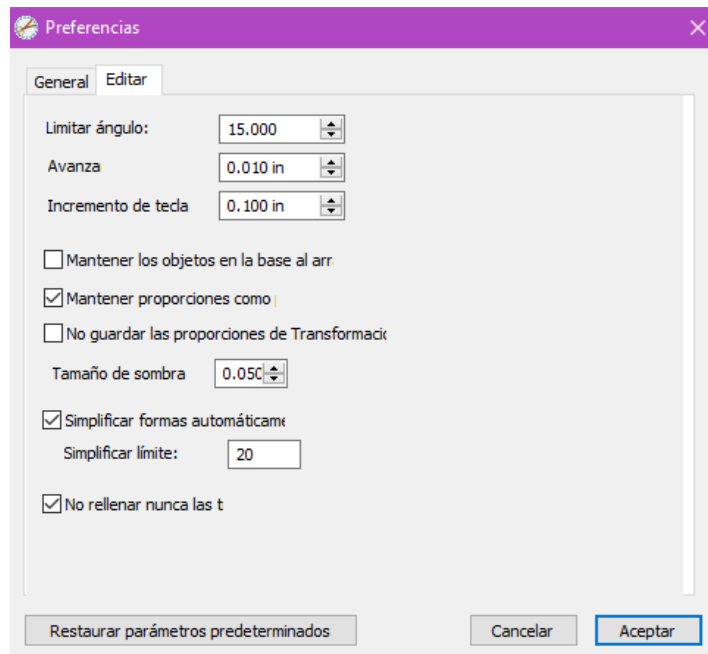 Preferencias
General Editar
Limitar ángulo: 15.000
Avanza 0.010 in
Incremento de tecla 0.100 in
Mantener los objetos en la base al arr
Mantener proporciones como
No guardar las proporciones de Transformacic
Tamaño de sombra 0.050
Simplificar formas automáticame
Simplificar límite: 20
No rellenar nunca las t
Restaurar parámetros predeterminados Cancelar Aceptar